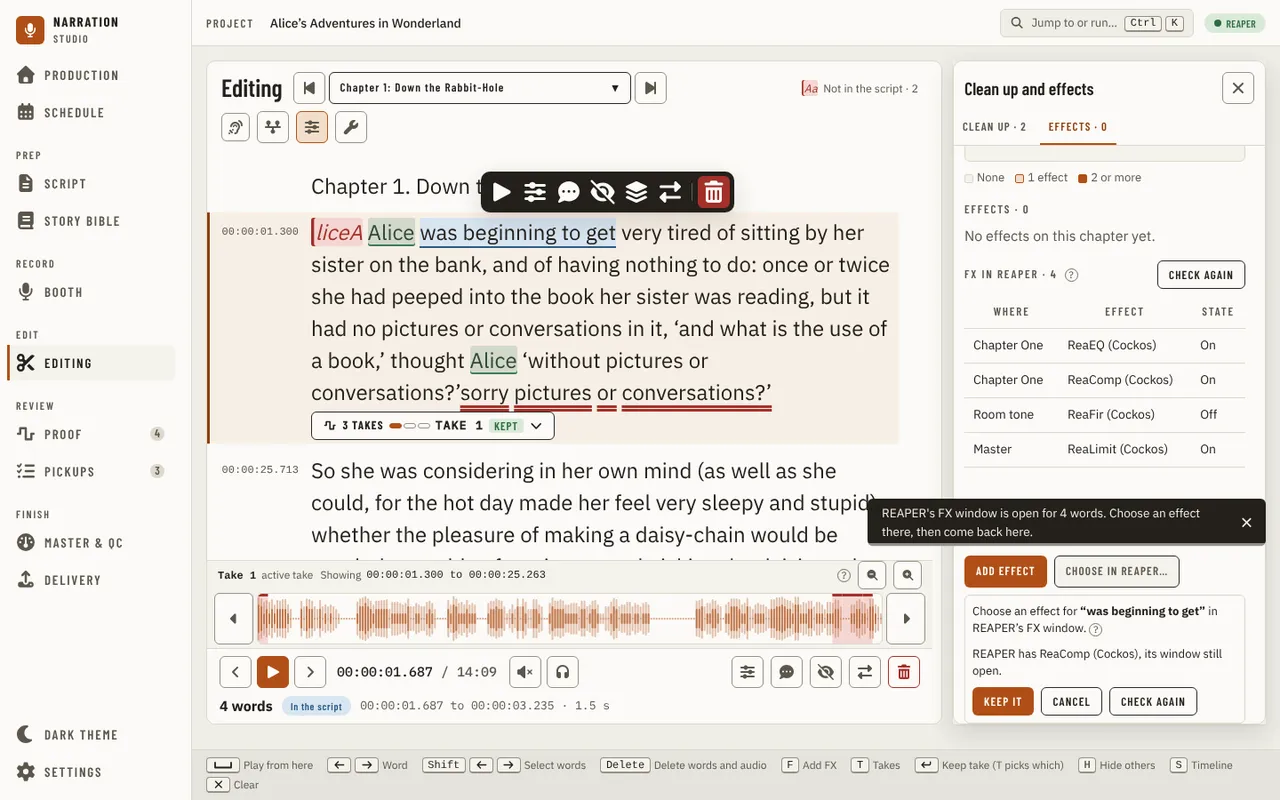 NARRATION
STUDIO
PRODUCTION
SCHEDULE
PREP
SCRIPT
STORY BIBLE
RECORD
BOOTH
EDIT
EDITING
REVIEW
PROOF 4
PICKUPS 3
FINISH
MASTER & QC
DELIVERY
DARK THEME
SETTINGS
PROJECT Alice's Adventures in Wonderland
Jump to or run... Ctrl K
REAPER
Editing
Chapter 1: Down the Rabbit-Hole
Aa Not in the script · 2
Chapter 1. Down t
00:00:01.300 liceA Alice was beginning to get very tired of sitting by her
sister on the bank, and of having nothing to do: once or twice
she had peeped into the book her sister was reading, but it
had no pictures or conversations in it, ‘and what is the use of
a book,’ thought Alice ‘without pictures or
conversations?’sorry pictures or conversations?’
3 TAKES TAKE 1 KEPT
00:00:25.713 So she was considering in her own mind (as well as she
could, for the hot day made her feel very sleepy and stupid)
whether the pleasure of making a daisy-chain would be
Take 1 active take Showing 00:00:01.300 to 00:00:25.263
00:00:01.687 / 14:09
4 words In the script 00:00:01.687 to 00:00:03.235 · 1.5 s
Clean up and effects
CLEAN UP · 2 EFFECTS · 0
None 1 effect 2 or more
EFFECTS · 0
No effects on this chapter yet.
FX IN REAPER · 4 ? CHECK AGAIN
WHERE EFFECT STATE
Chapter One ReaEQ (Cockos) On
Chapter One ReaComp (Cockos) On
Room tone ReaFir (Cockos) Off
Master ReaLimit (Cockos) On
REAPER's FX window is open for 4 words. Choose an effect
there, then come back here.
ADD EFFECT CHOOSE IN REAPER...
Choose an effect for “was beginning to get” in
REAPER's FX window. ?
REAPER has ReaComp (Cockos), its window still
open.
KEEP IT CANCEL CHECK AGAIN
Play from here ← → Word Shift ← → Select words Delete Delete words and audio F Add FX T Takes Keep take (T picks which) H Hide others S Timeline
Clear